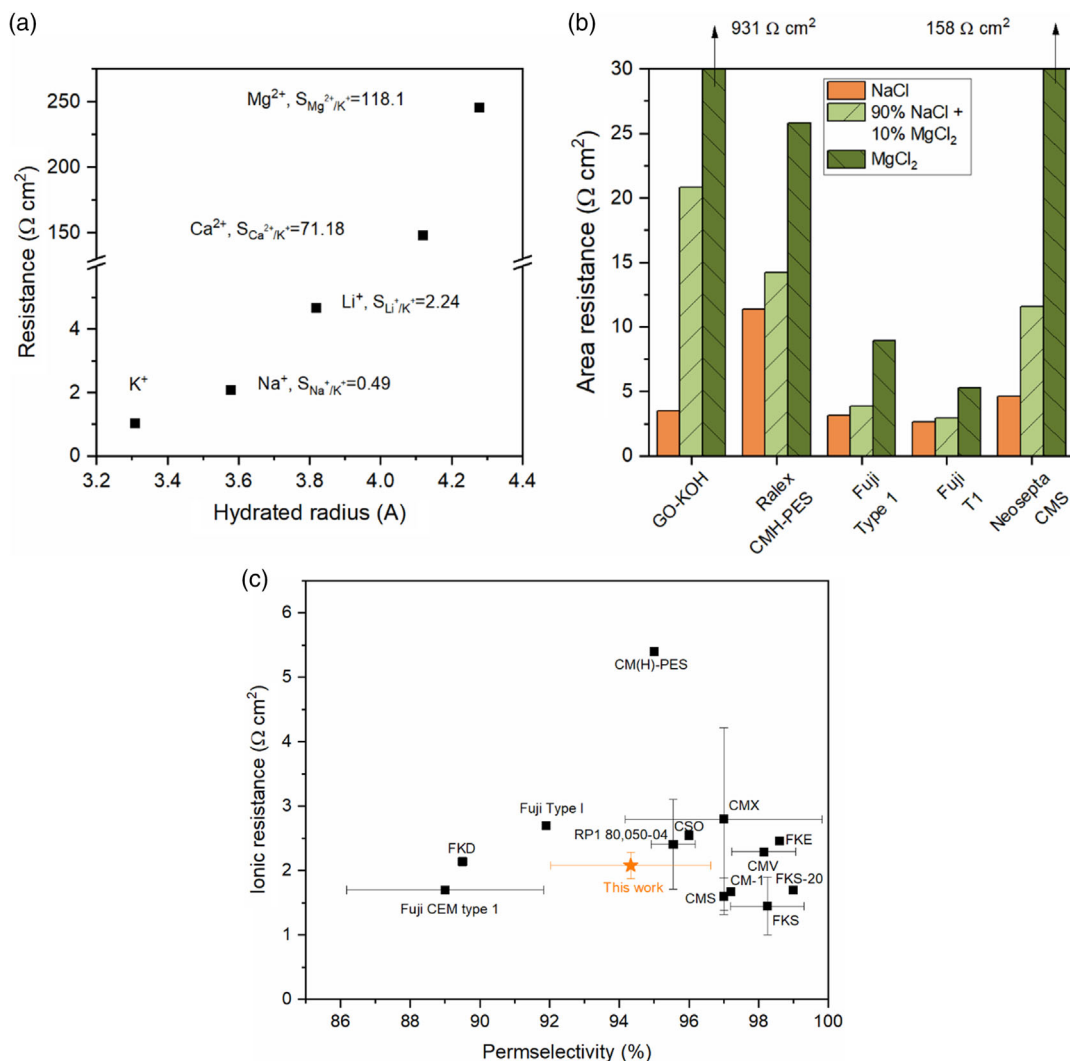 (a)
Resistance (Ω cm²)
250
200
150
4
2
0
Mg²⁺, S Mg²⁺/K⁺=118.1
Ca²⁺, S Ca²⁺/K⁺=71.18
Li⁺, S Li⁺/K⁺=2.24
K⁺
Na⁺, S Na⁺/K⁺=0.49
3.2 3.4 3.6 3.8 4.0 4.2 4.4
Hydrated radius (A)
(b)
931 Ω cm²
158 Ω cm²
Area resistance (Ω cm²)
30
25
20
15
10
5
0
NaCl
90% NaCl +
10% MgCl₂
MgCl₂
GO-KOH
Ralex
CMH-PES
Fuji
Type 1
Fuji
T1
Neosepta
CMS
(c)
Ionic resistance (Ω cm²)
6
5
4
3
2
1
0
CM(H)-PES
CMX
Fuji Type I
RP1 80,050-04
CSO
FKE
FKD
CMV
This work
CM-1
FKS-20
Fuji CEM type 1
CMS
FKS
86 88 90 92 94 96 98 100
Permselectivity (%)